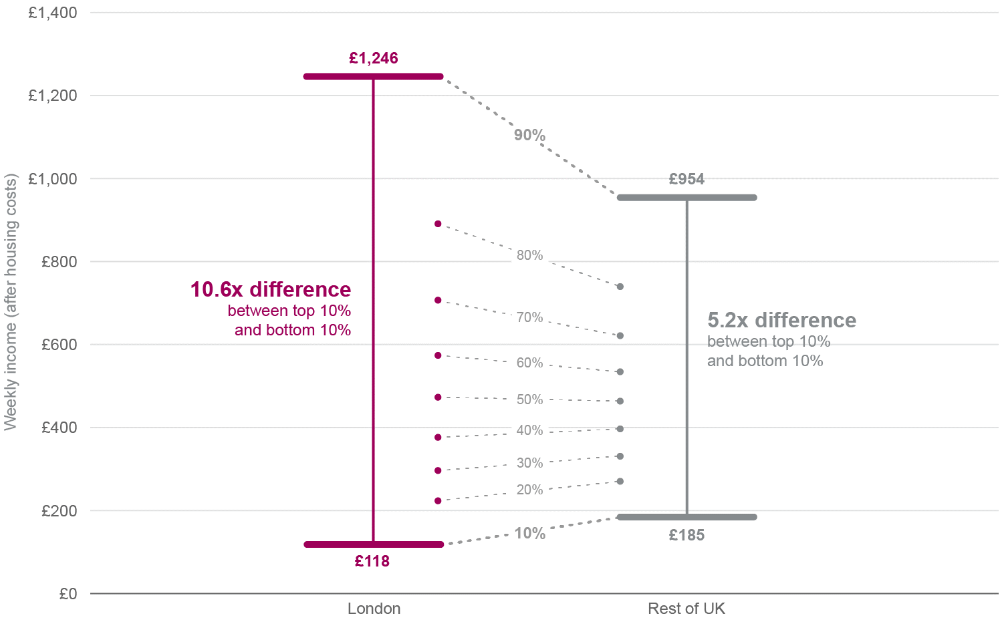 £1,400
£1,246
£1,200
90%
£1,000
£954
Weekly income (after housing costs)
80%
£800
10.6x difference
between top 10%
and bottom 10%
70%
5.2x difference
between top 10%
and bottom 10%
£600
60%
50%
£400
40%
30%
20%
£200
10%
£185
£118
£0
London
Rest of UK